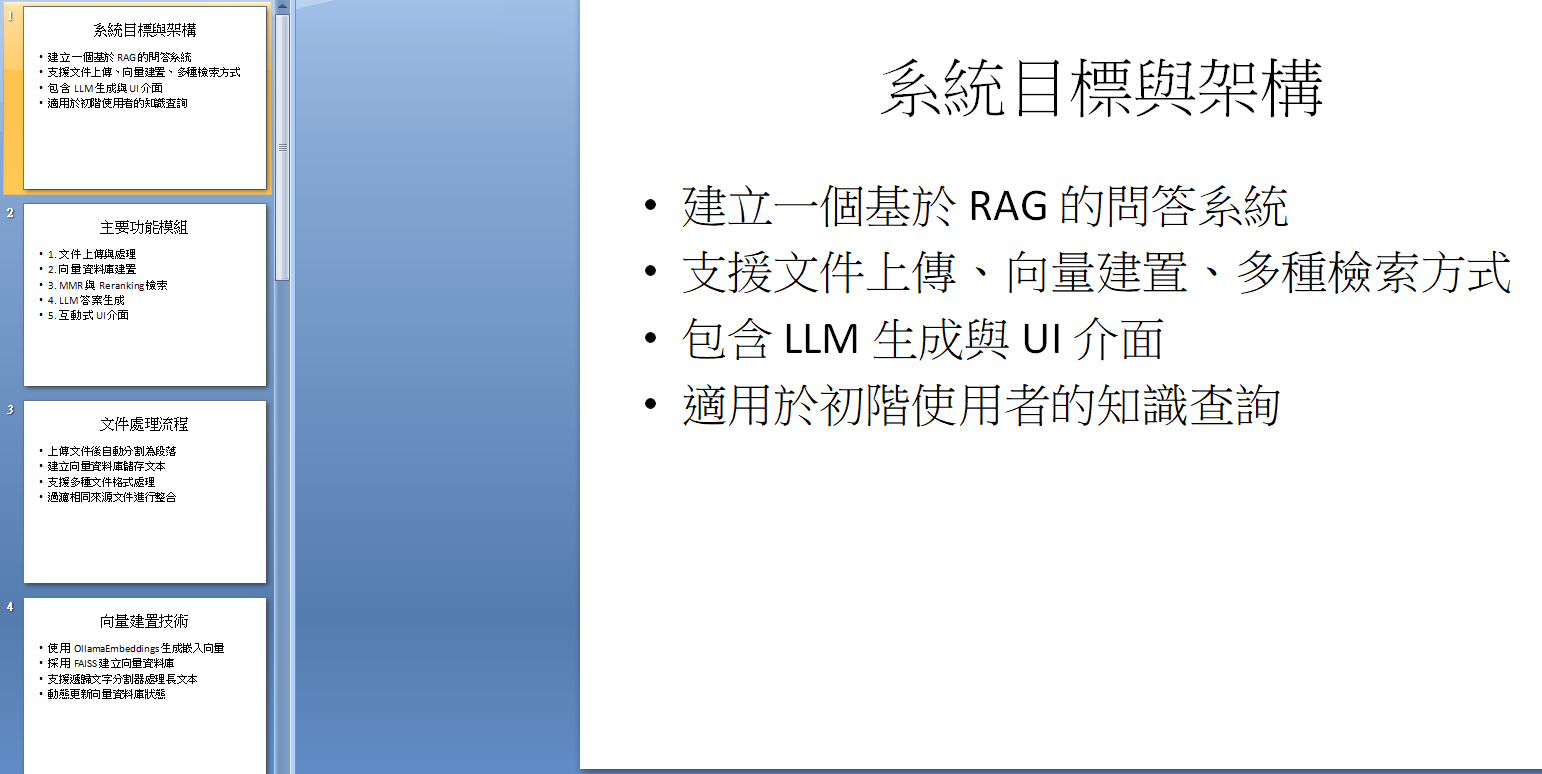 1
系統目標與架構
• 建立一個基於 RAG 的問答系統
• 支援文件上傳、向量建置、多種檢索方式
• 包含 LLM 生成與 UI 介面
• 適用於初階使用者的知識查詢
2
主要功能模組
• 1. 文件上傳與處理
• 2. 向量資料庫建置
• 3. MMR 與 Reranking 檢索
• 4. LLM 答案生成
• 5. 互動式 UI 介面
3
文件處理流程
• 上傳文件後自動分割為段落
• 建立向量資料庫儲存文本
• 支援多種文件格式處理
• 過濾相同來源文件進行整合
4
向量建置技術
• 使用 OllamaEmbeddings 生成嵌入向量
• 採用 FAISS 建立向量資料庫
• 支援遞歸文字分割器處理長文本
• 動態更新向量資料庫狀態
系統目標與架構
• 建立一個基於 RAG 的問答系統
• 支援文件上傳、向量建置、多種檢索方式
• 包含 LLM 生成與 UI 介面
• 適用於初階使用者的知識查詢